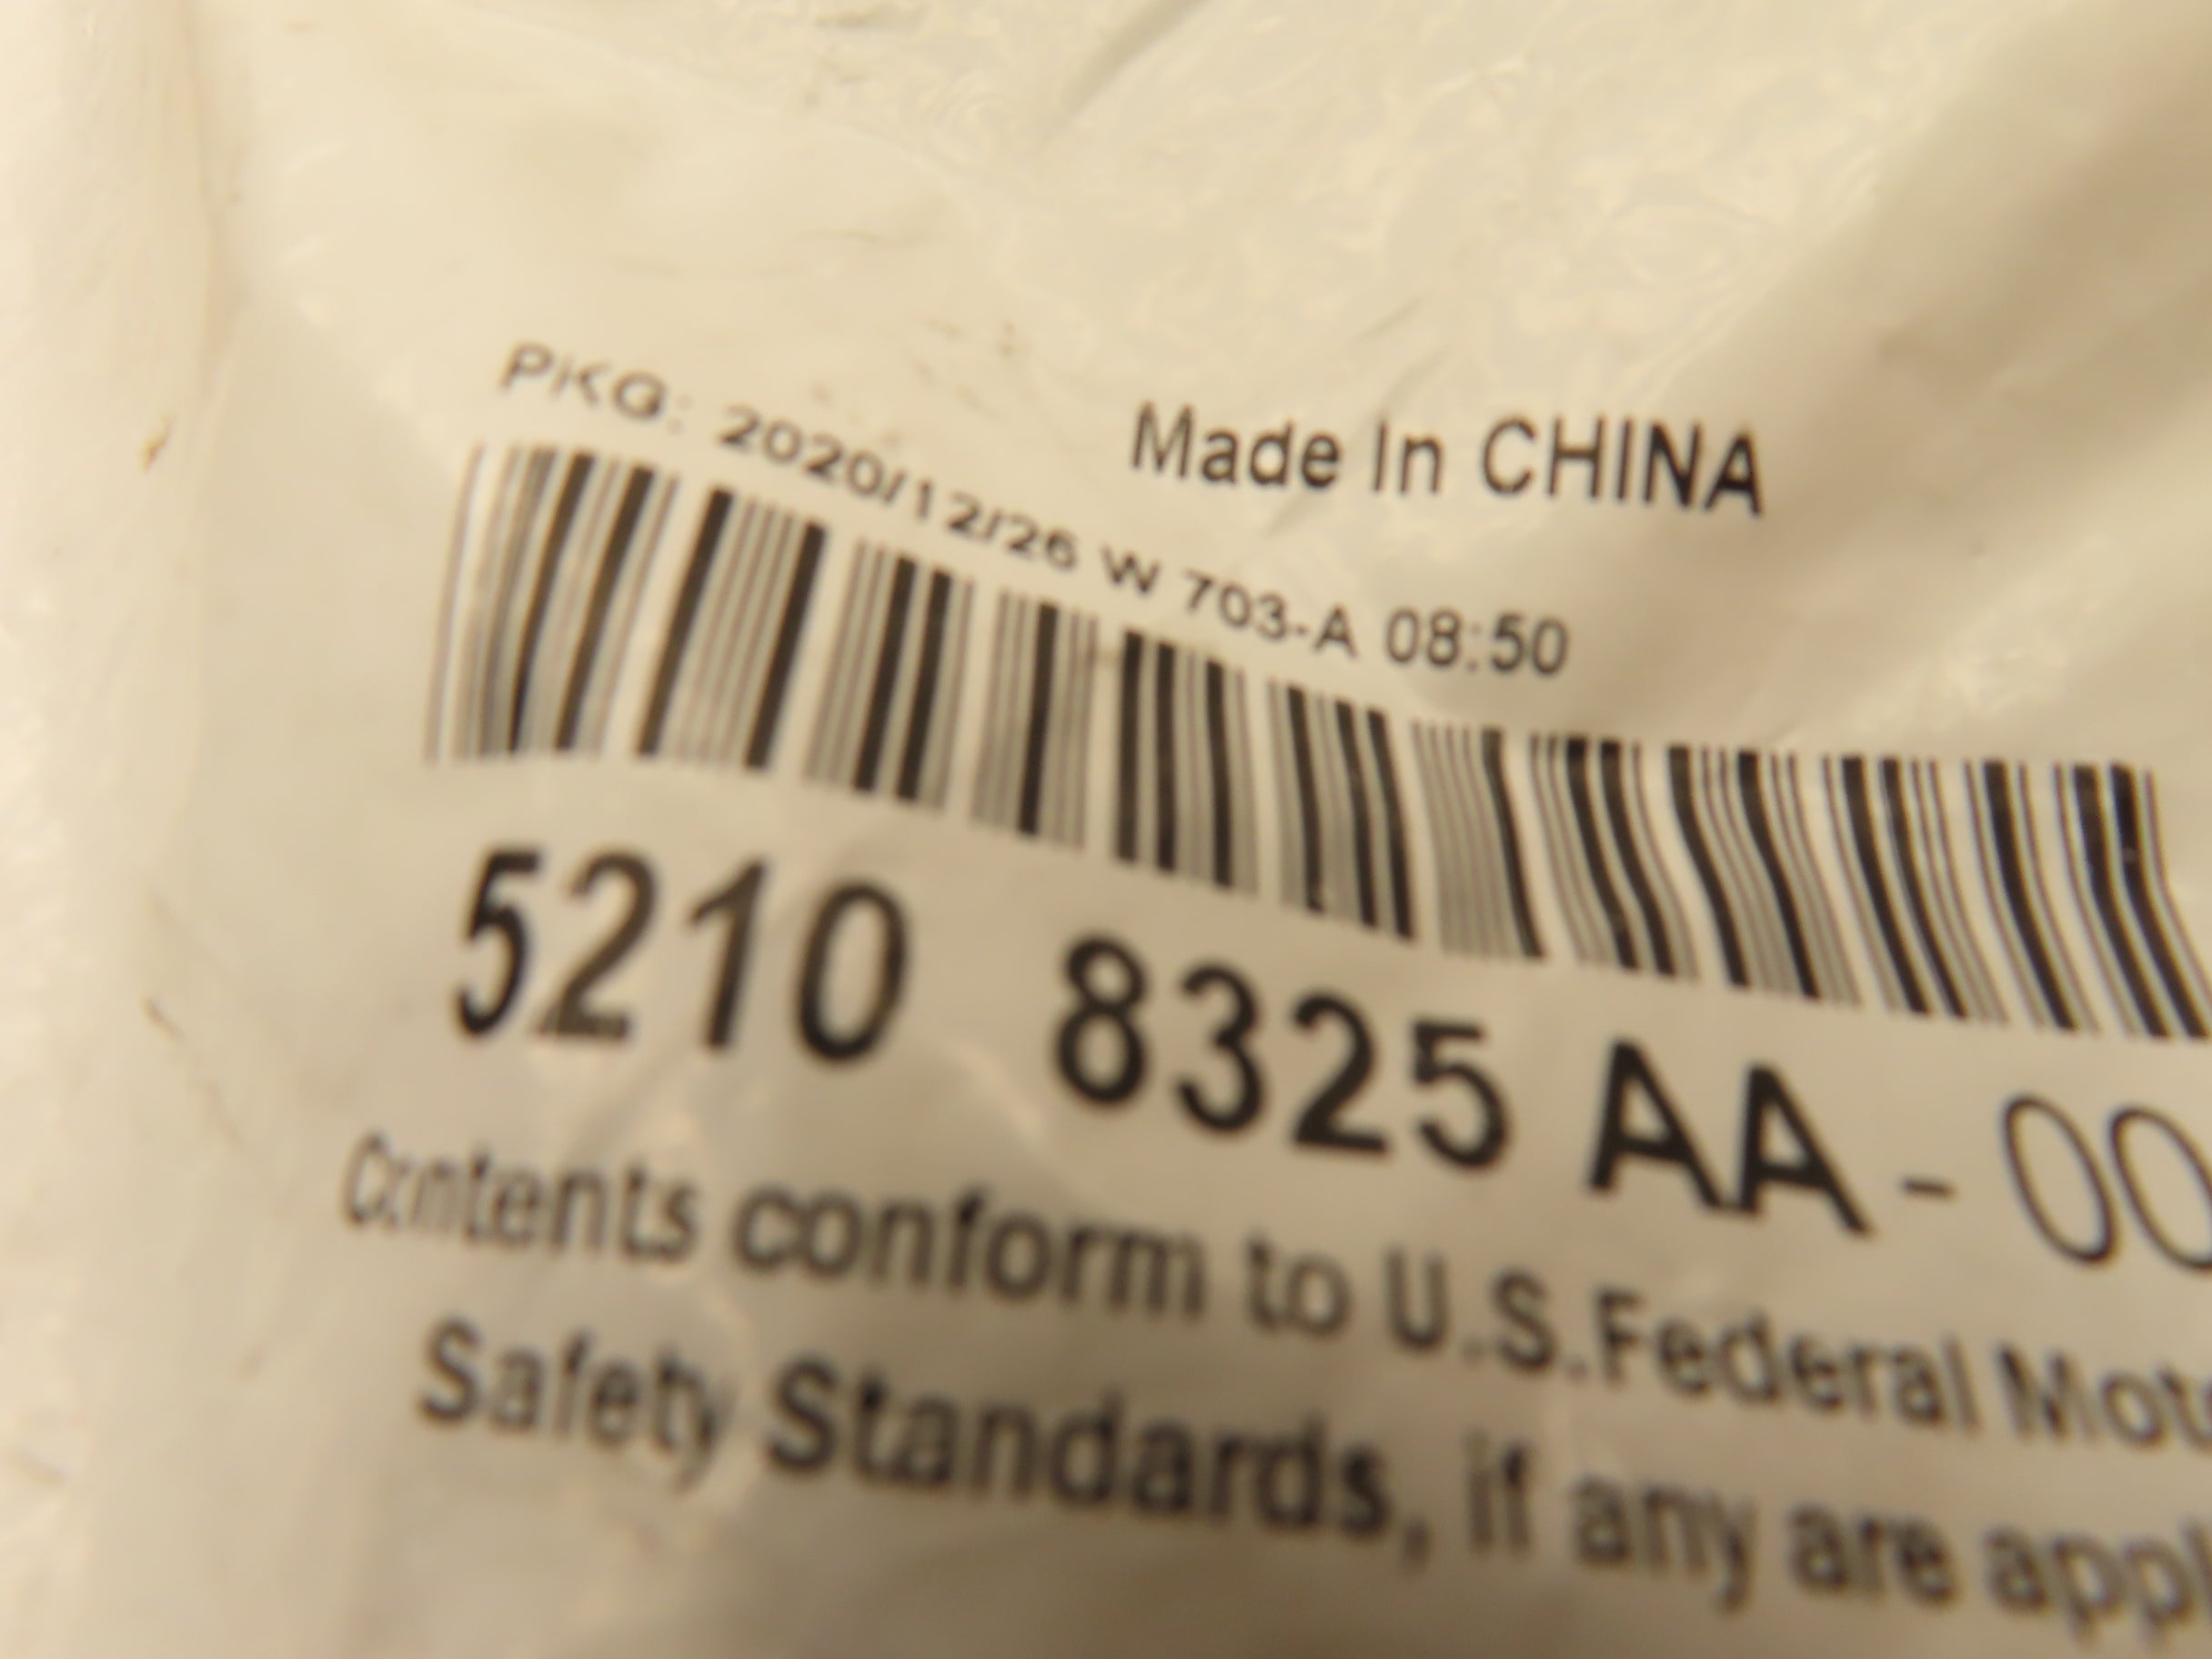 Made In CHINA
PKG: 2020/12/26 W 703-A 08:50
5210 8325 AA - 00
Contents conform to U.S.Federal
Safety Standards, if any are